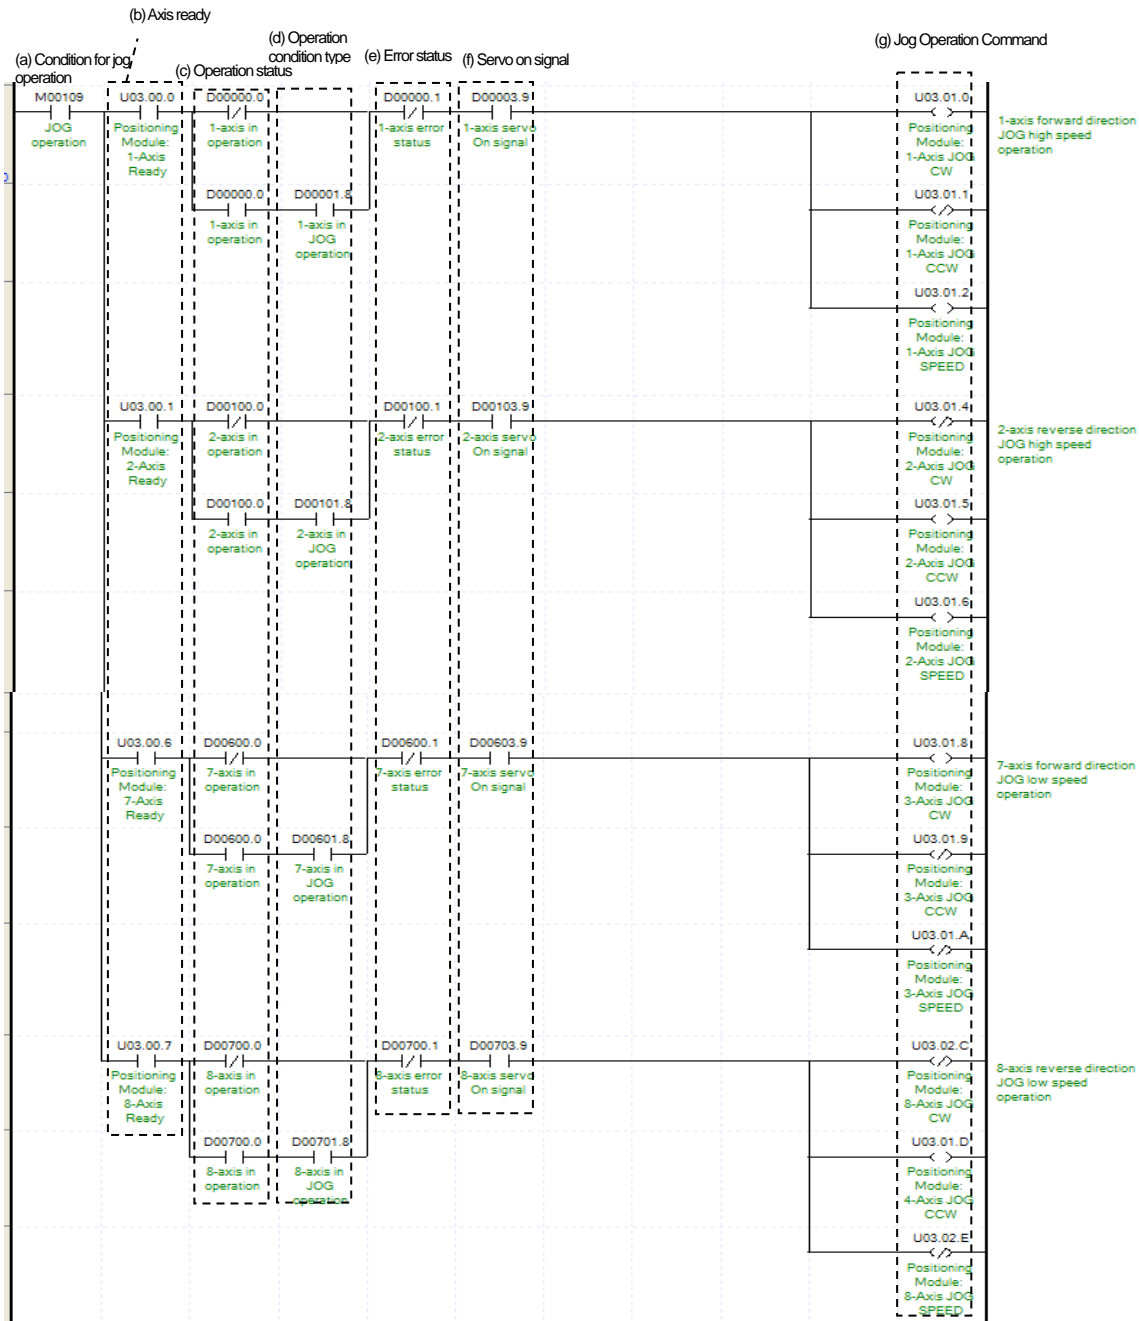 (b) Axis ready
(d) Operation
condition type
(g) Jog Operation Command
(a) Condition for jog
operation
(c) Operation status
(e) Error status
(f) Servo on signal
M00109
U03.00.0
D00000.0
D00000.1
D00003.9
U03.01.0
JOG
operation
Positioning
Module:
1-Axis
Ready
1-axis in
operation
1-axis error
status
1-axis servo
On signal
Positioning
Module:
1-Axis JOG
CW
1-axis forward direction
JOG high speed
operation
0
D00000.0
D00001.8
U03.01.1
1-axis in
operation
1-axis in
JOG
operation
Positioning
Module:
1-Axis JOG
CCW
U03.01.2
Positioning
Module:
1-Axis JOG
SPEED
U03.00.1
D00100.0
D00100.1
D00103.9
U03.01.4
Positioning
Module:
2-Axis
Ready
2-axis in
operation
2-axis error
status
2-axis servo
On signal
Positioning
Module:
2-Axis JOG
CW
2-axis reverse direction
JOG high speed
operation
D00100.0
D00101.8
U03.01.5
2-axis in
operation
2-axis in
JOG
operation
Positioning
Module:
2-Axis JOG
CCW
U03.01.6
Positioning
Module:
2-Axis JOG
SPEED
U03.00.6
D00600.0
D00600.1
D00603.9
U03.01.8
Positioning
Module:
7-Axis
Ready
7-axis in
operation
7-axis error
status
7-axis servo
On signal
Positioning
Module:
3-Axis JOG
CW
7-axis forward direction
JOG low speed
operation
D00600.0
D00601.8
U03.01.9
7-axis in
operation
7-axis in
JOG
operation
Positioning
Module:
3-Axis JOG
CCW
U03.01.A
Positioning
Module:
3-Axis JOG
SPEED
U03.00.7
D00700.0
D00700.1
D00703.9
U03.02.C
Positioning
Module:
8-Axis
Ready
8-axis in
operation
8-axis error
status
8-axis servo
On signal
Positioning
Module:
8-Axis JOG
CW
8-axis reverse direction
JOG low speed
operation
D00700.0
D00701.8
U03.01.D
8-axis in
operation
8-axis in
JOG
operation
Positioning
Module:
4-Axis JOG
CCW
U03.02.E
Positioning
Module:
8-Axis JOG
SPEED